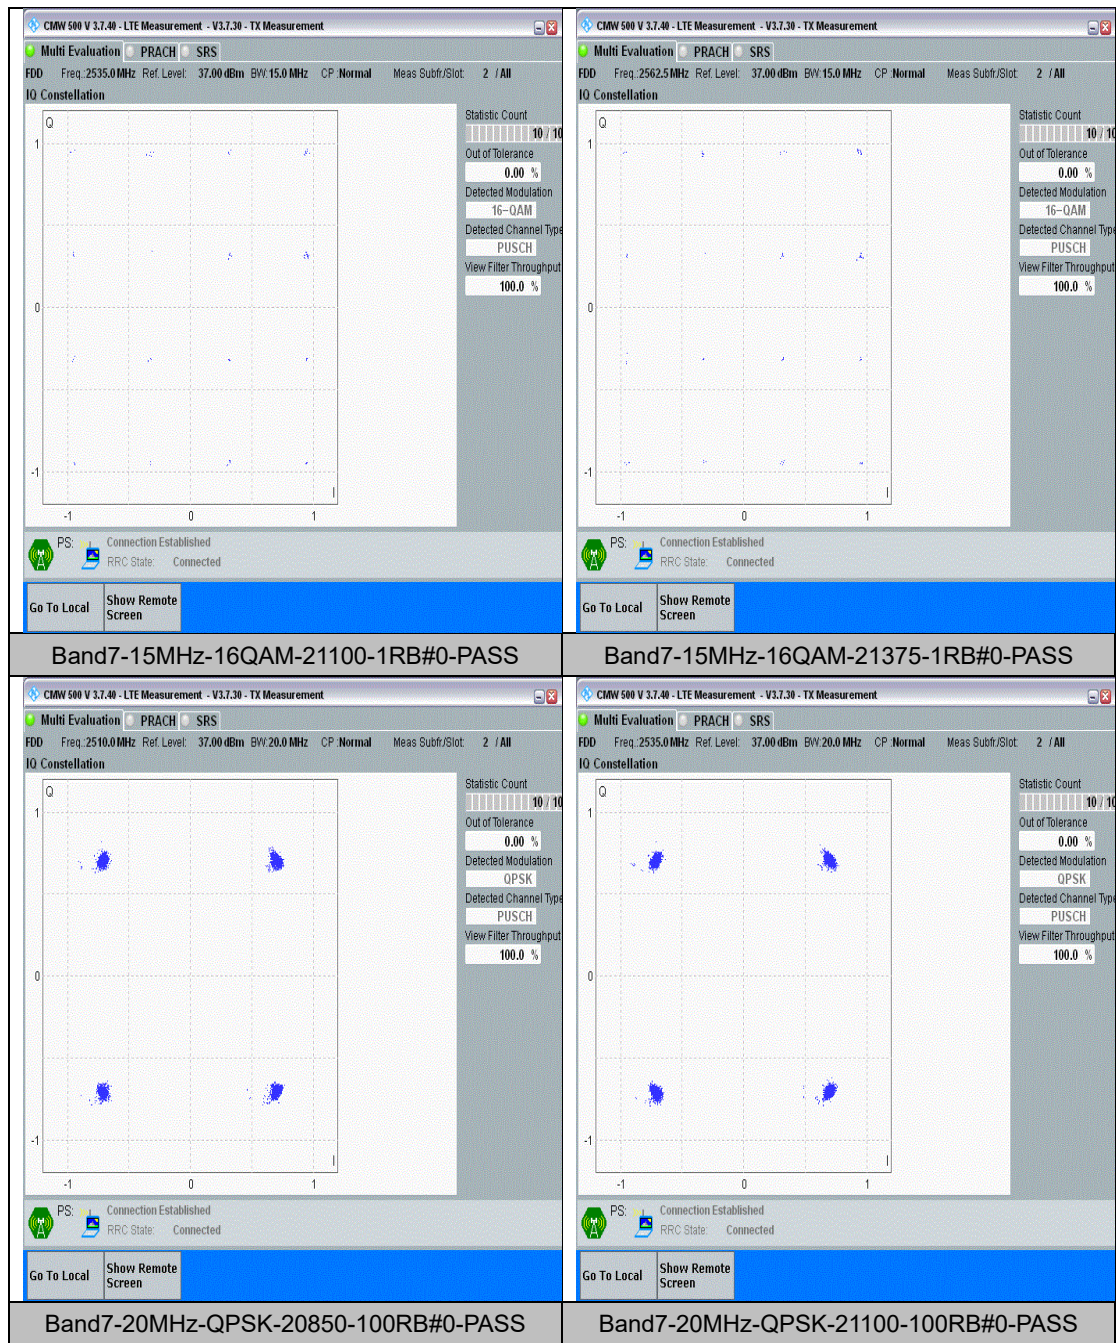 CMW 500 V 3.7.40 - LTE Measurement - V3.7.30 - TX Measurement
Multi Evaluation PRACH SRS
FDD Freq.:2535.0 MHz Ref. Level: 37.00 dBm BW:15.0 MHz CP :Normal Meas Subfr./Slot: 2 / All
IQ Constellation
Statistic Count
10 / 10
Out of Tolerance
0.00 %
Detected Modulation
16-QAM
Detected Channel Type
PUSCH
View Filter Throughput
100.0 %
Q
1
0
-1
I
-1 0 1
PS: Connection Established
RRC State: Connected
Go To Local Show Remote Screen
Band7-15MHz-16QAM-21100-1RB#0-PASS
CMW 500 V 3.7.40 - LTE Measurement - V3.7.30 - TX Measurement
Multi Evaluation PRACH SRS
FDD Freq.:2562.5 MHz Ref. Level: 37.00 dBm BW:15.0 MHz CP :Normal Meas Subfr./Slot: 2 / All
IQ Constellation
Statistic Count
10 / 10
Out of Tolerance
0.00 %
Detected Modulation
16-QAM
Detected Channel Type
PUSCH
View Filter Throughput
100.0 %
Q
1
0
-1
I
-1 0 1
PS: Connection Established
RRC State: Connected
Go To Local Show Remote Screen
Band7-15MHz-16QAM-21375-1RB#0-PASS
CMW 500 V 3.7.40 - LTE Measurement - V3.7.30 - TX Measurement
Multi Evaluation PRACH SRS
FDD Freq.:2510.0 MHz Ref. Level: 37.00 dBm BW:20.0 MHz CP :Normal Meas Subfr./Slot: 2 / All
IQ Constellation
Statistic Count
10 / 10
Out of Tolerance
0.00 %
Detected Modulation
QPSK
Detected Channel Type
PUSCH
View Filter Throughput
100.0 %
Q
1
0
-1
I
-1 0 1
PS: Connection Established
RRC State: Connected
Go To Local Show Remote Screen
Band7-20MHz-QPSK-20850-100RB#0-PASS
CMW 500 V 3.7.40 - LTE Measurement - V3.7.30 - TX Measurement
Multi Evaluation PRACH SRS
FDD Freq.:2535.0 MHz Ref. Level: 37.00 dBm BW:20.0 MHz CP :Normal Meas Subfr./Slot: 2 / All
IQ Constellation
Statistic Count
10 / 10
Out of Tolerance
0.00 %
Detected Modulation
QPSK
Detected Channel Type
PUSCH
View Filter Throughput
100.0 %
Q
1
0
-1
I
-1 0 1
PS: Connection Established
RRC State: Connected
Go To Local Show Remote Screen
Band7-20MHz-QPSK-21100-100RB#0-PASS